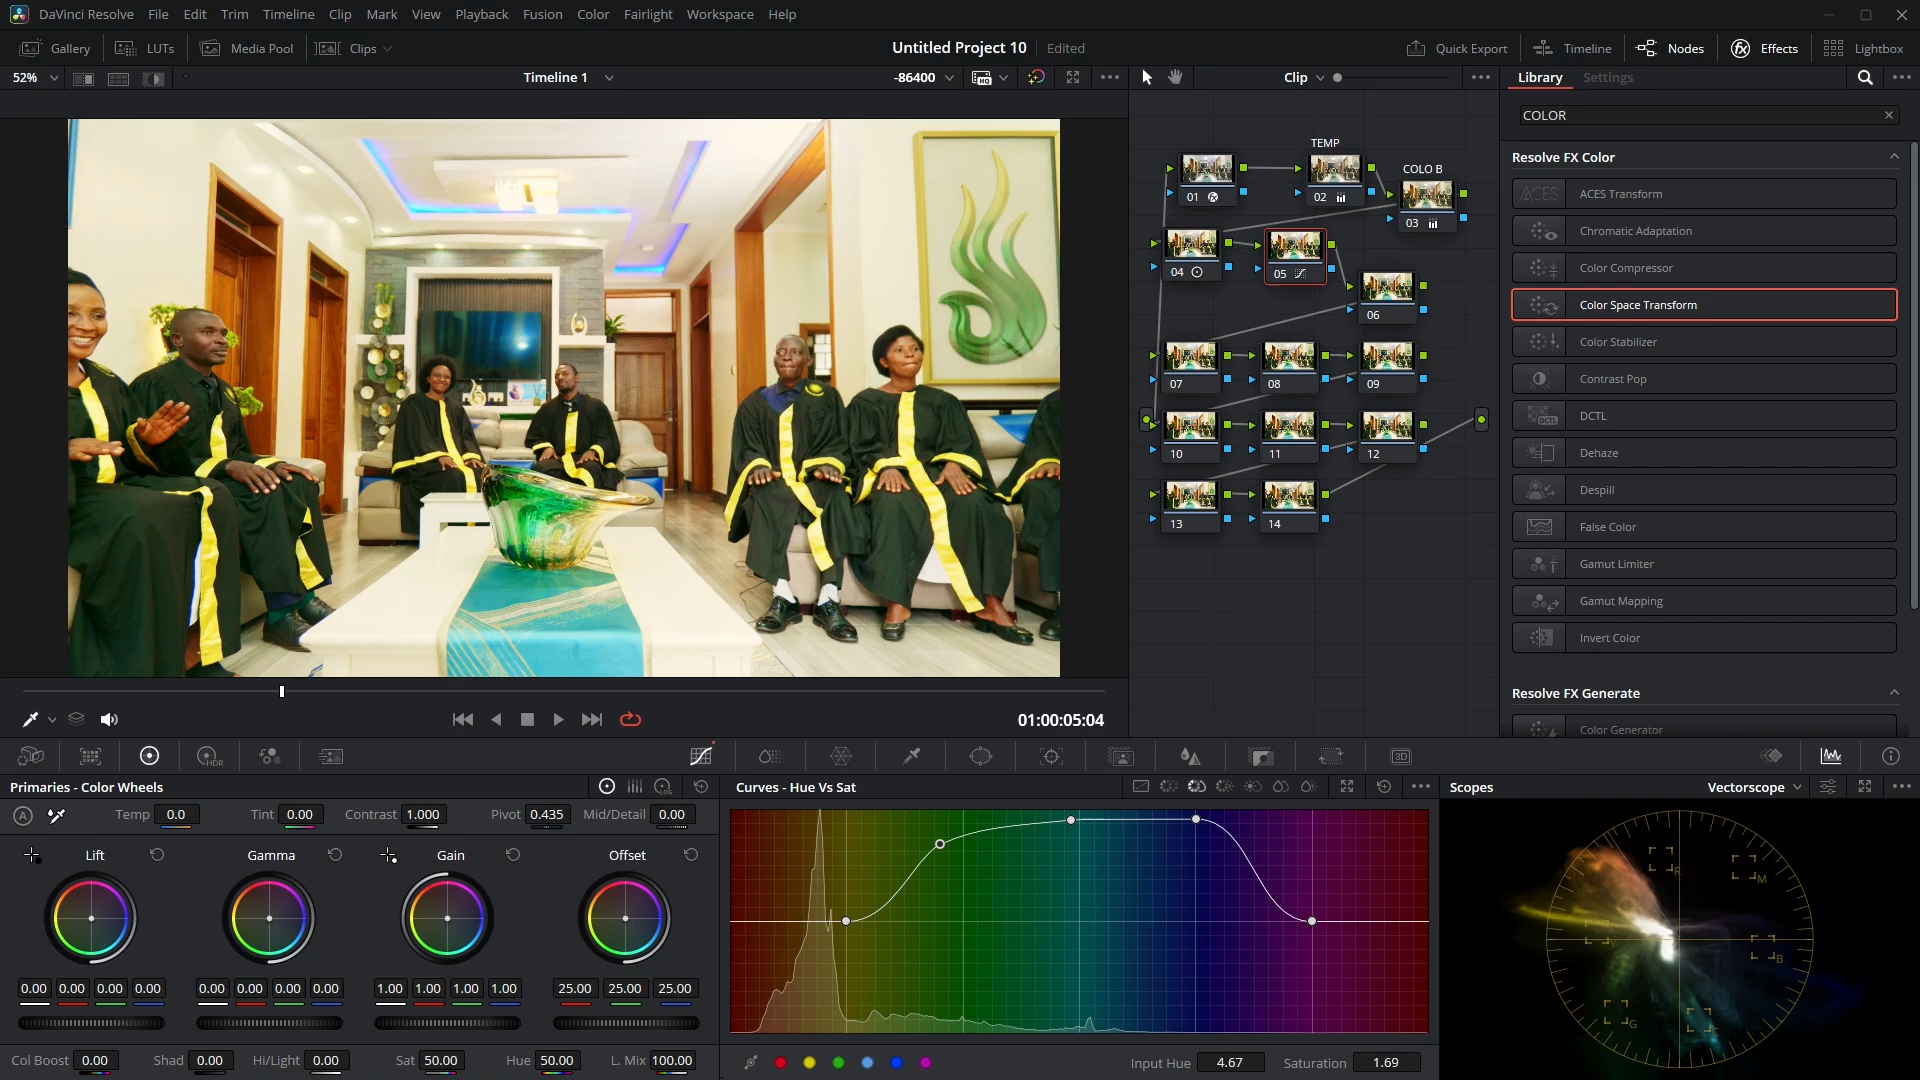 DaVinci Resolve File Edit Trim Timeline Clip Mark View Playback Fusion Color Fairlight Workspace Help
Gallery LUTs Media Pool Clips Untitled Project 10 Edited Quick Export Timeline Nodes Effects Lightbox
52% Timeline 1 -86400 Clip Library Settings
COLOR
Resolve FX Color
ACES Transform
Chromatic Adaptation
Color Compressor
Color Space Transform
Color Stabilizer
Contrast Pop
DCTL
Dehaze
Despill
False Color
Gamut Limiter
Gamut Mapping
Invert Color
Resolve FX Generate
Color Generator
TEMP
COLO B
01 02 03
04 05
06
07 08 09
10 11 12
13 14
01:00:05:04
Primaries - Color Wheels
Temp 0.0 Tint 0.00 Contrast 1.000 Pivot 0.435 Mid/Detail 0.00
Lift Gamma Gain Offset
0.00 0.00 0.00 0.00 0.00 0.00 0.00 0.00 1.00 1.00 1.00 1.00 25.00 25.00 25.00
Col Boost 0.00 Shad 0.00 Hi/Light 0.00 Sat 50.00 Hue 50.00 L. Mix 100.00
Curves - Hue Vs Sat
Input Hue 4.67 Saturation 1.69
Scopes Vectorscope
R
M
Y
B
G